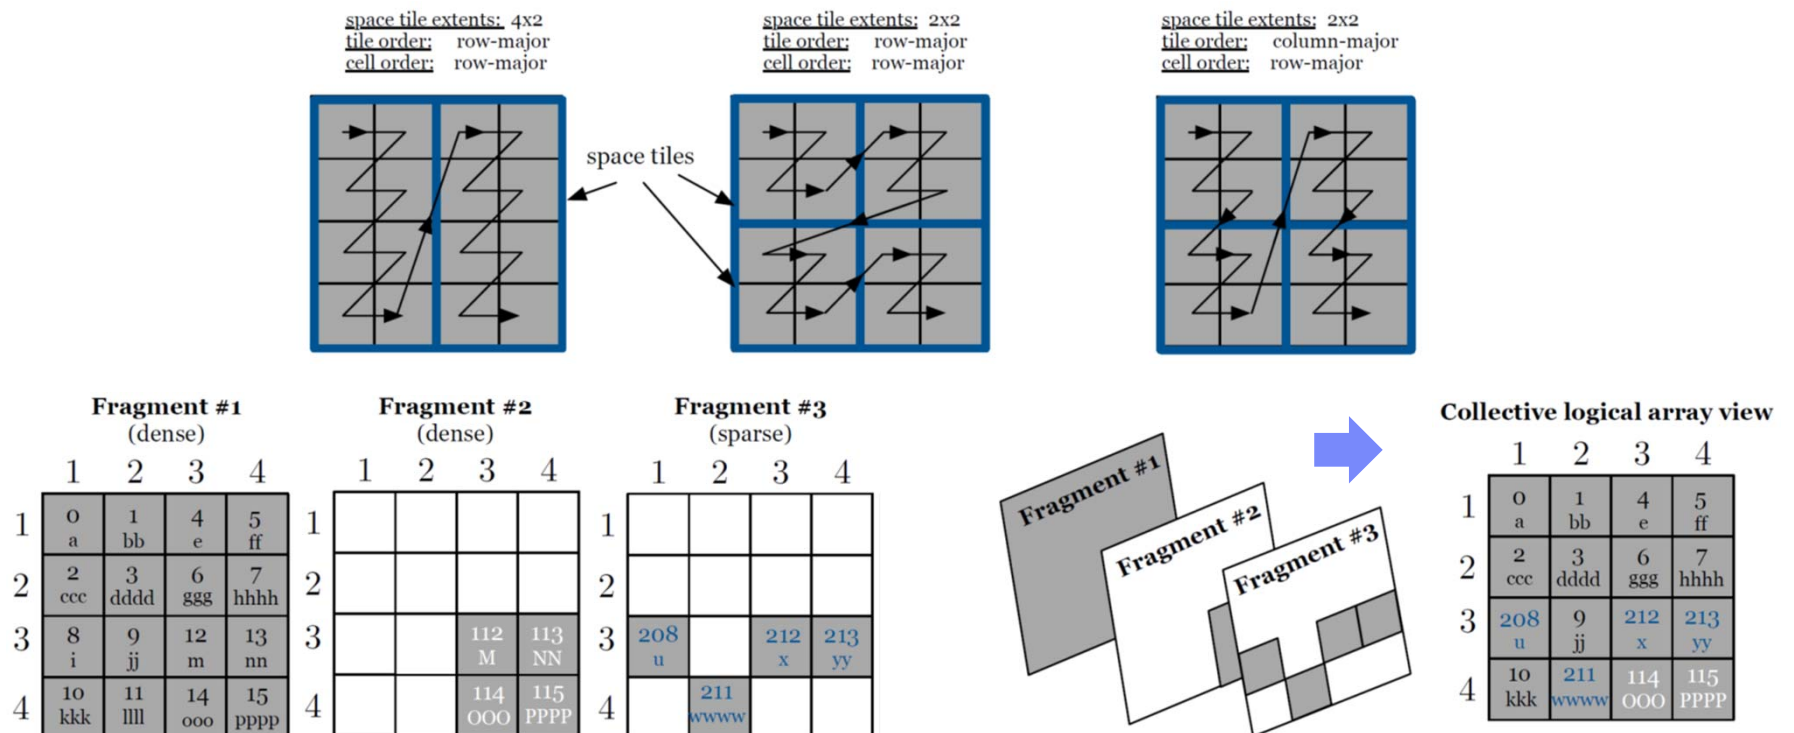 space tile extents: 4x2
tile order: row-major
cell order: row-major
space tile extents: 2x2
tile order: row-major
cell order: row-major
space tile extents: 2x2
tile order: column-major
cell order: row-major
space tiles
Fragment #1
(dense)
1 2 3 4
1
0 1 4 5
a bb e ff
2
2 3 6 7
ccc dddd ggg hhhh
3
8 9 12 13
i jj m nn
4
10 11 14 15
kkk llll ooo pppp
Fragment #2
(dense)
1 2 3 4
1
2
3
112 113
M NN
4
114 115
OOO PPPP
Fragment #3
(sparse)
1 2 3 4
1
2
3
208 212 213
u x yy
4
211
wwww
Fragment #1
Fragment #2
Fragment #3
Collective logical array view
1 2 3 4
1
0 1 4 5
a bb e ff
2
2 3 6 7
ccc dddd ggg hhhh
3
208 9 212 213
u jj x yy
4
10 211 114 115
kkk wwww OOO PPPP